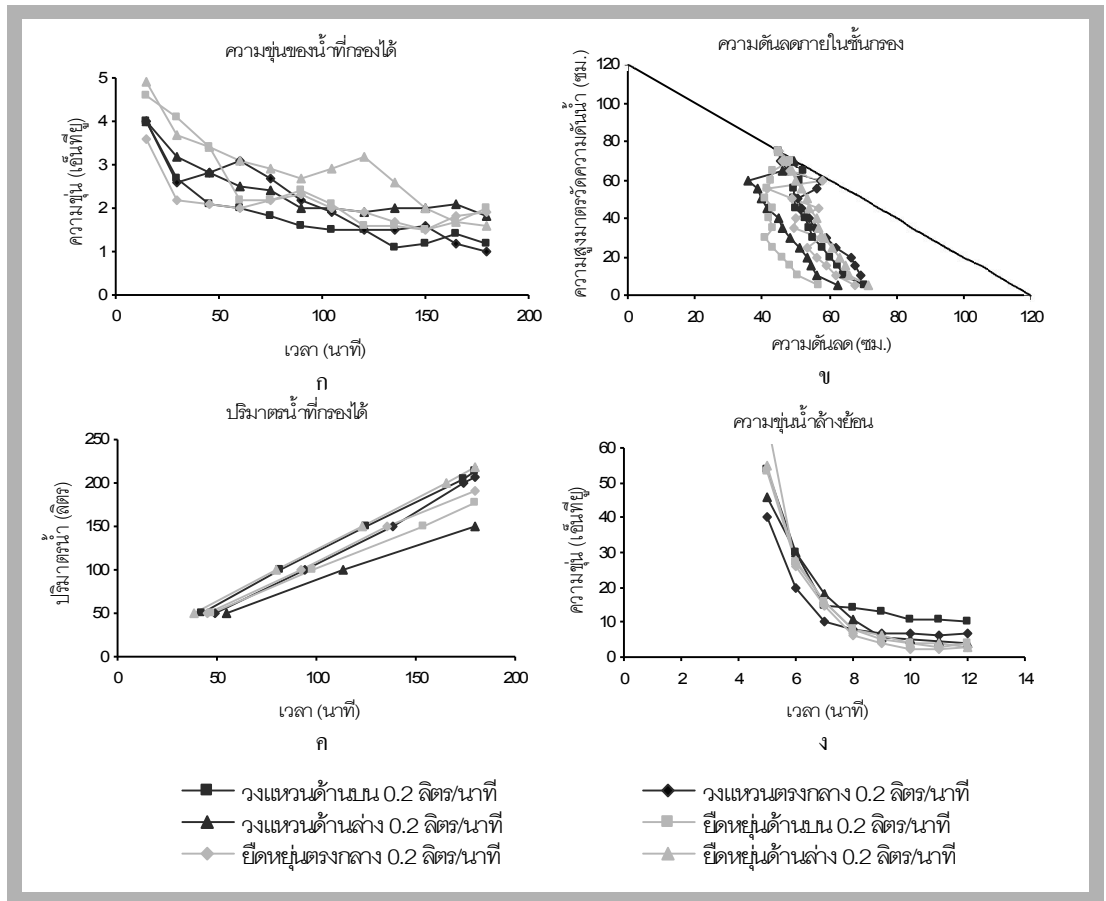 ความขุ่นของน้ำที่กรองได้
ความขุ่น (เอ็นทียู)
5
4
3
2
1
0
0 50 100 150 200
เวลา (นาที)
ก
ความดันลดภายในชั้นกรอง
ความสูงมาตรวัดความดันน้ำ (ซม.)
120
100
80
60
40
20
0
0 20 40 60 80 100 120
ความดันลด (ซม.)
ข
ปริมาตรน้ำที่กรองได้
ปริมาตรน้ำ (ลิตร)
250
200
150
100
50
0
0 50 100 150 200
เวลา (นาที)
ค
ความขุ่นน้ำล้างย้อน
ความขุ่น (เอ็นทียู)
60
50
40
30
20
10
0
0 2 4 6 8 10 12 14
เวลา (นาที)
ง
วงแหวนด้านบน 0.2 ลิตร/นาที
วงแหวนตรงกลาง 0.2 ลิตร/นาที
วงแหวนด้านล่าง 0.2 ลิตร/นาที
ยืดหยุ่นด้านบน 0.2 ลิตร/นาที
ยืดหยุ่นตรงกลาง 0.2 ลิตร/นาที
ยืดหยุ่นด้านล่าง 0.2 ลิตร/นาที